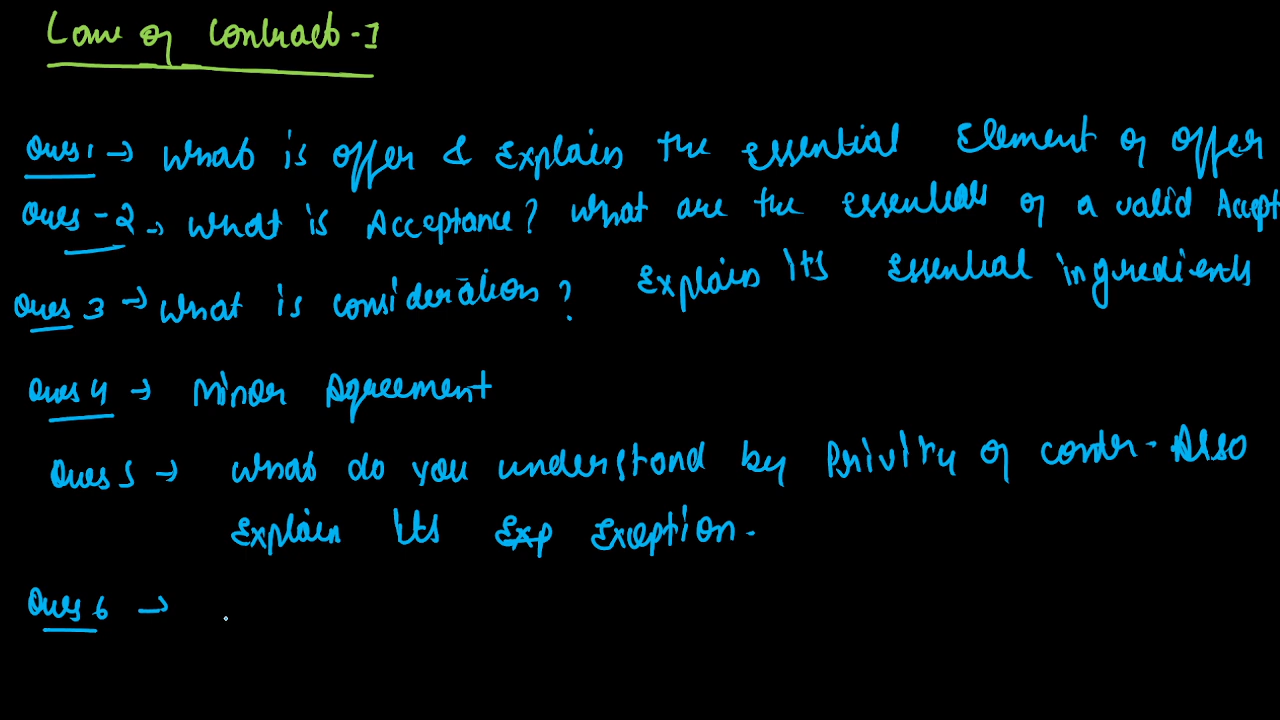 Law of Contract-I
Ques 1 → What is offer & Explain the essential Element of offer
Ques-2 → What is Acceptance? What are the essentials of a valid Accept
Ques 3 → What is consideration? Explain Its Essential ingredients
Ques 4 → Minor Agreement
Ques 5 → What do you understand by Privity of contr- Also
Explain Its Exp Exception.
Ques 6 →